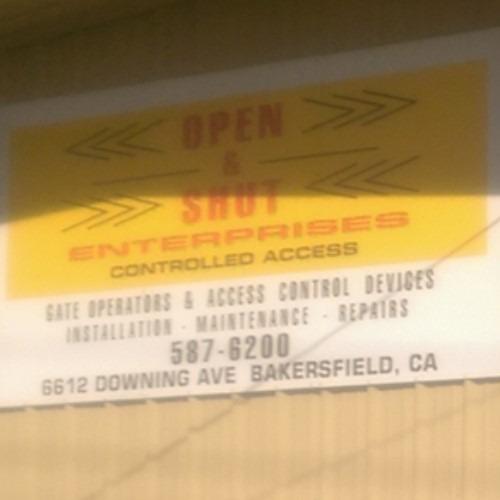 OPEN
&
SHUT
ENTERPRISES
CONTROLLED ACCESS
GATE OPERATORS & ACCESS CONTROL DEVICES
INSTALLATION - MAINTENANCE - REPAIRS
587-6200
6612 DOWNING AVE BAKERSFIELD, CA